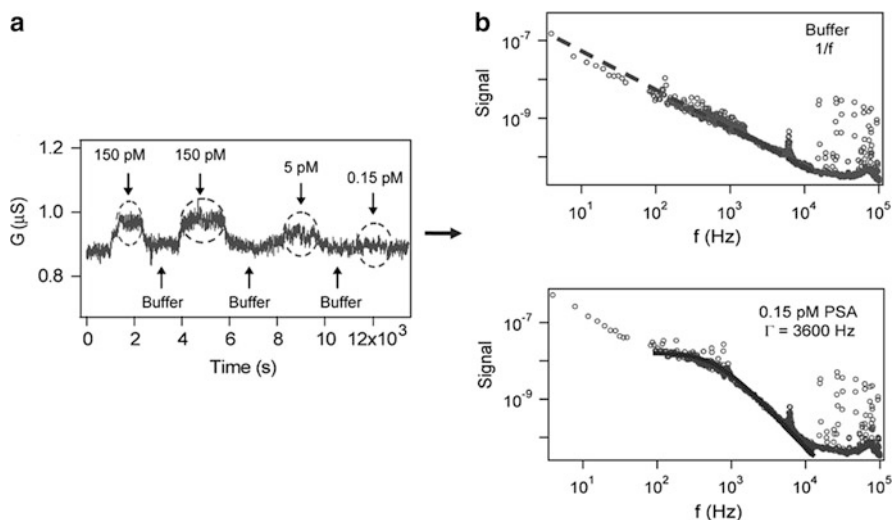 a
150 pM 150 pM 5 pM 0.15 pM
1.2
1.0
0.8
G (μS)
Buffer Buffer Buffer
0 2 4 6 8 10 12x10³
Time (s)
b
Buffer
1/f
10⁻⁷
10⁻⁹
Signal
10¹ 10² 10³ 10⁴ 10⁵
f (Hz)
0.15 pM PSA
Γ = 3600 Hz
10⁻⁷
10⁻⁹
Signal
10¹ 10² 10³ 10⁴ 10⁵
f (Hz)